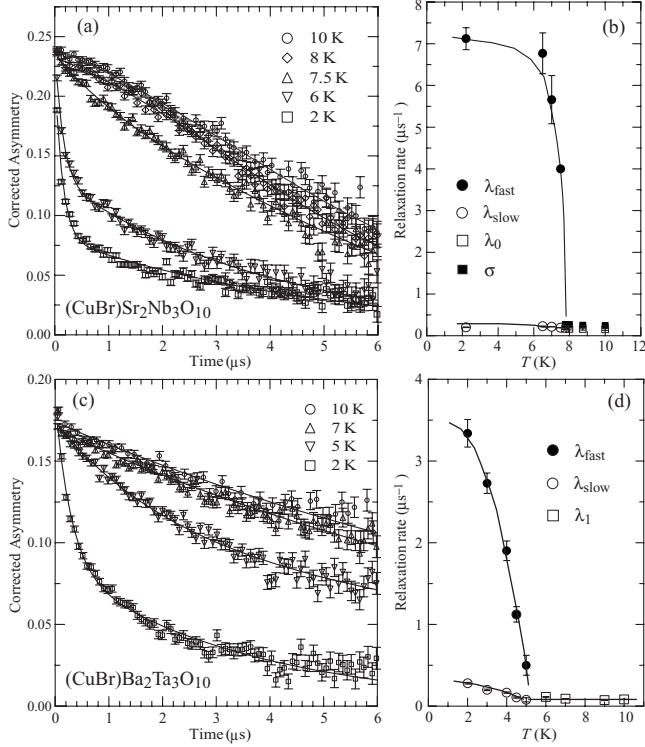 (a)
10 K
8 K
7.5 K
6 K
2 K
0.25
0.20
0.15
0.10
0.05
0.00
Corrected Asymmetry
(CuBr)Sr₂Nb₃O₁₀
0 1 2 3 4 5 6
Time (μs)
(b)
8
7
6
5
4
3
2
1
0
Relaxation rate (μs⁻¹)
λfast
λslow
λ₀
σ
0 2 4 6 8 10
T (K)
(c)
10 K
7 K
5 K
2 K
0.20
0.15
0.10
0.05
0.00
Corrected Asymmetry
(CuBr)Ba₂Ta₃O₁₀
0 1 2 3 4 5 6
Time (μs)
(d)
4
3
2
1
0
Relaxation rate (μs⁻¹)
λfast
λslow
λ₁
0 2 4 6 8 10
T (K)